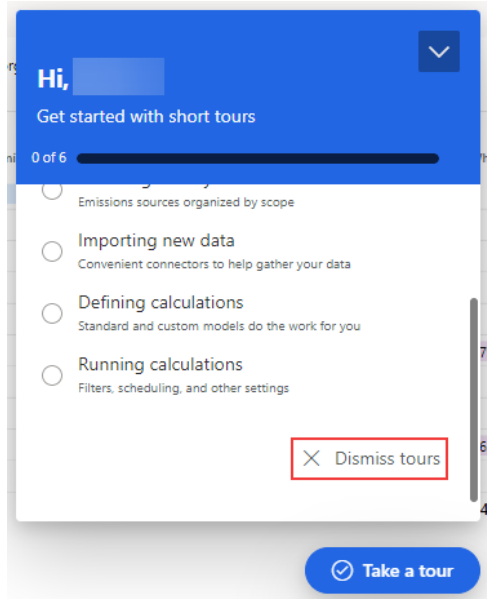 Hi,
Get started with short tours
0 of 6
Emissions sources organized by scope
Importing new data
Convenient connectors to help gather your data
Defining calculations
Standard and custom models do the work for you
Running calculations
Filters, scheduling, and other settings
Dismiss tours
Take a tour